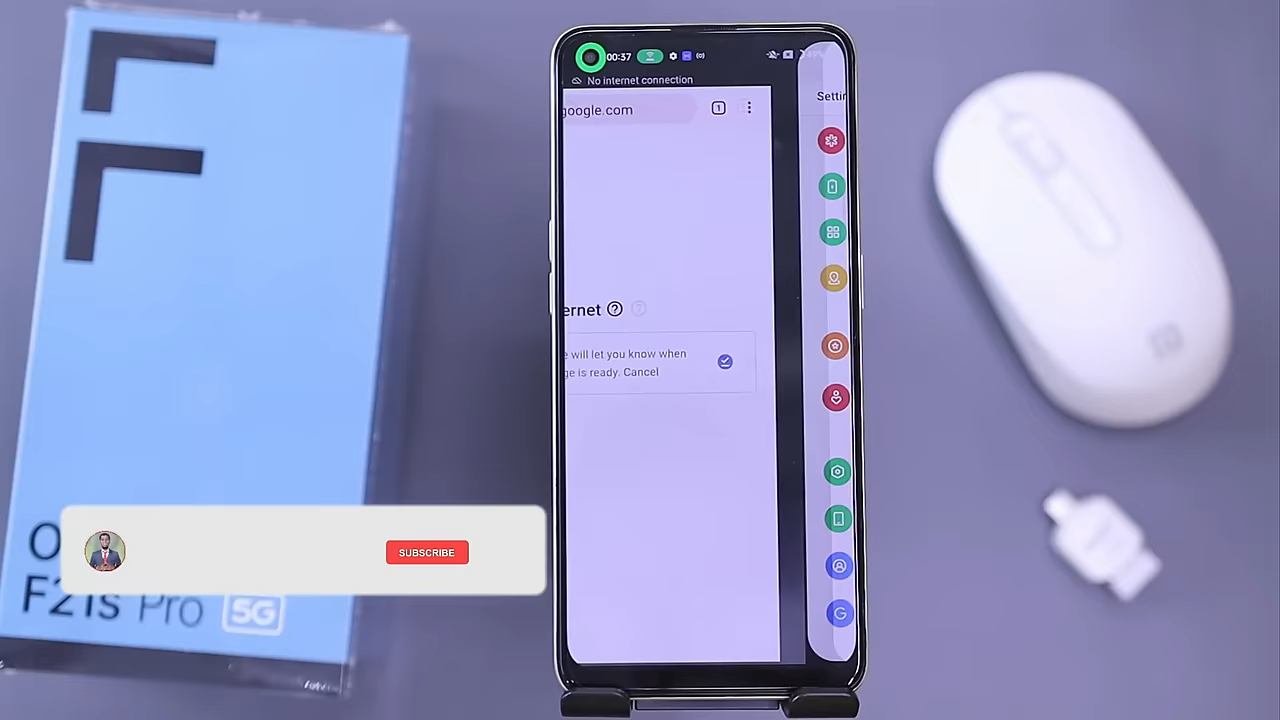 F
O
F21s Pro 5G
SUBSCRIBE
00:37
No internet connection
google.com
1
ernet
e will let you know when
ge is ready. Cancel
Settin